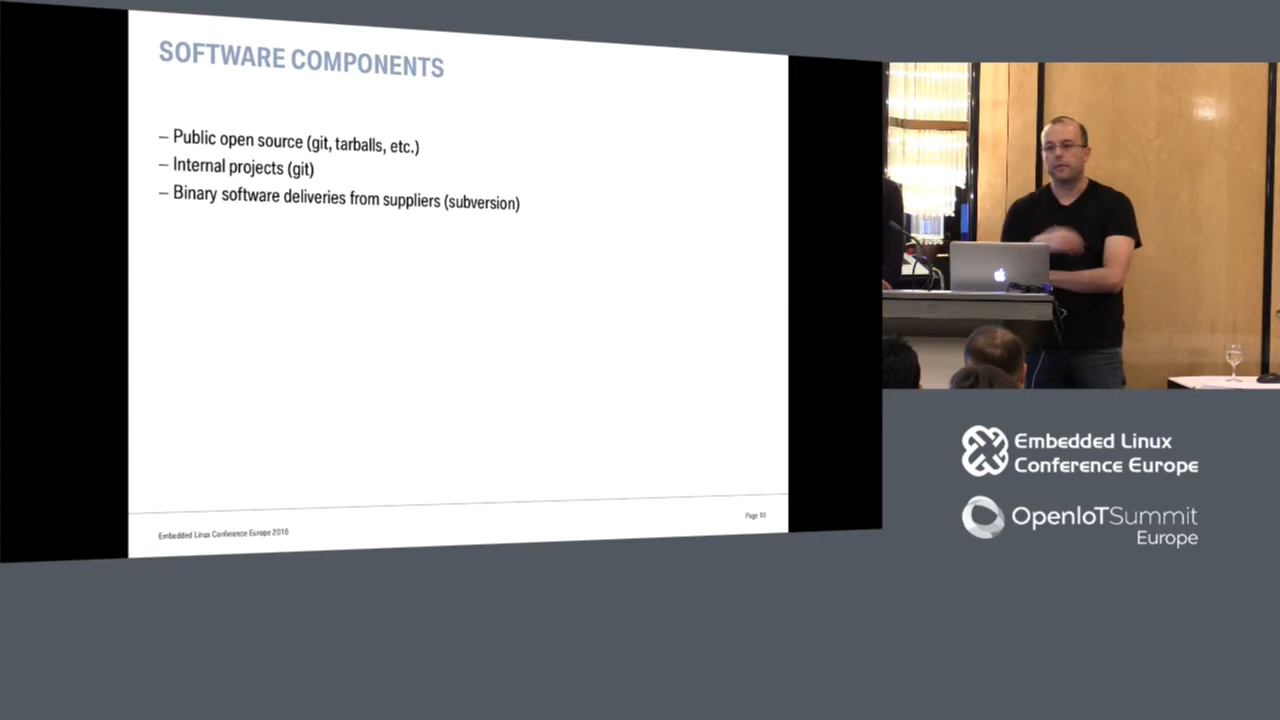 SOFTWARE COMPONENTS
– Public open source (git, tarballs, etc.)
– Internal projects (git)
– Binary software deliveries from suppliers (subversion)
Embedded Linux Conference Europe 2016
Page 10
Embedded Linux
Conference Europe
OpenIoTSummit
Europe